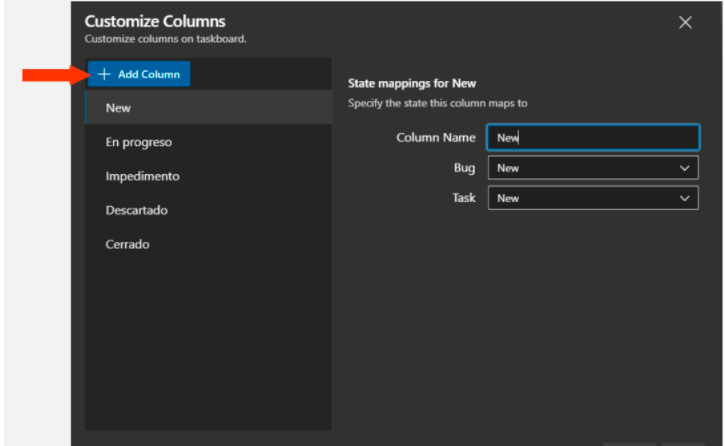 Customize Columns
Customize columns on taskboard.
+ Add Column
New
En progreso
Impedimento
Descartado
Cerrado
State mappings for New
Specify the state this column maps to
Column Name New
Bug New
Task New